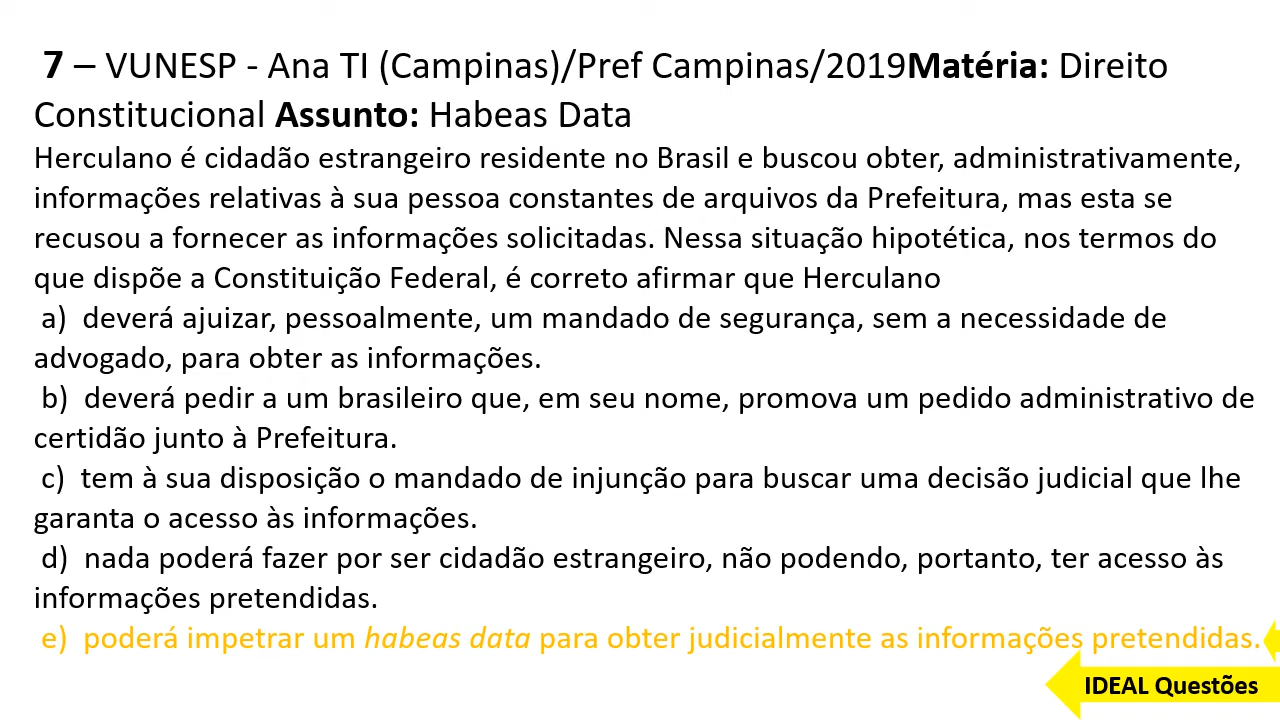 7 – VUNESP - Ana TI (Campinas)/Pref Campinas/2019Matéria: Direito
Constitucional Assunto: Habeas Data
Herculano é cidadão estrangeiro residente no Brasil e buscou obter, administrativamente,
informações relativas à sua pessoa constantes de arquivos da Prefeitura, mas esta se
recusou a fornecer as informações solicitadas. Nessa situação hipotética, nos termos do
que dispõe a Constituição Federal, é correto afirmar que Herculano
a) deverá ajuizar, pessoalmente, um mandado de segurança, sem a necessidade de
advogado, para obter as informações.
b) deverá pedir a um brasileiro que, em seu nome, promova um pedido administrativo de
certidão junto à Prefeitura.
c) tem à sua disposição o mandado de injunção para buscar uma decisão judicial que lhe
garanta o acesso às informações.
d) nada poderá fazer por ser cidadão estrangeiro, não podendo, portanto, ter acesso às
informações pretendidas.
e) poderá impetrar um habeas data para obter judicialmente as informações pretendidas.
IDEAL Questões